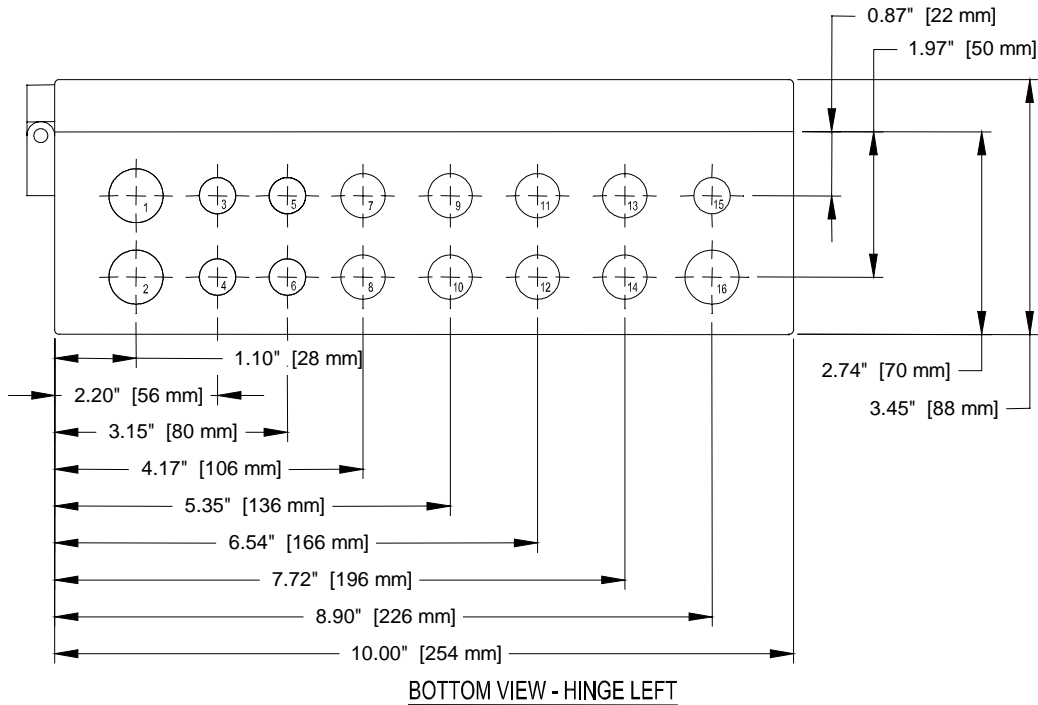 0.87" [22 mm]
1.97" [50 mm]
1 3 5 7 9 11 13 15
2 4 6 8 10 12 14 16
1.10" [28 mm]
2.74" [70 mm]
2.20" [56 mm]
3.45" [88 mm]
3.15" [80 mm]
4.17" [106 mm]
5.35" [136 mm]
6.54" [166 mm]
7.72" [196 mm]
8.90" [226 mm]
10.00" [254 mm]
BOTTOM VIEW - HINGE LEFT